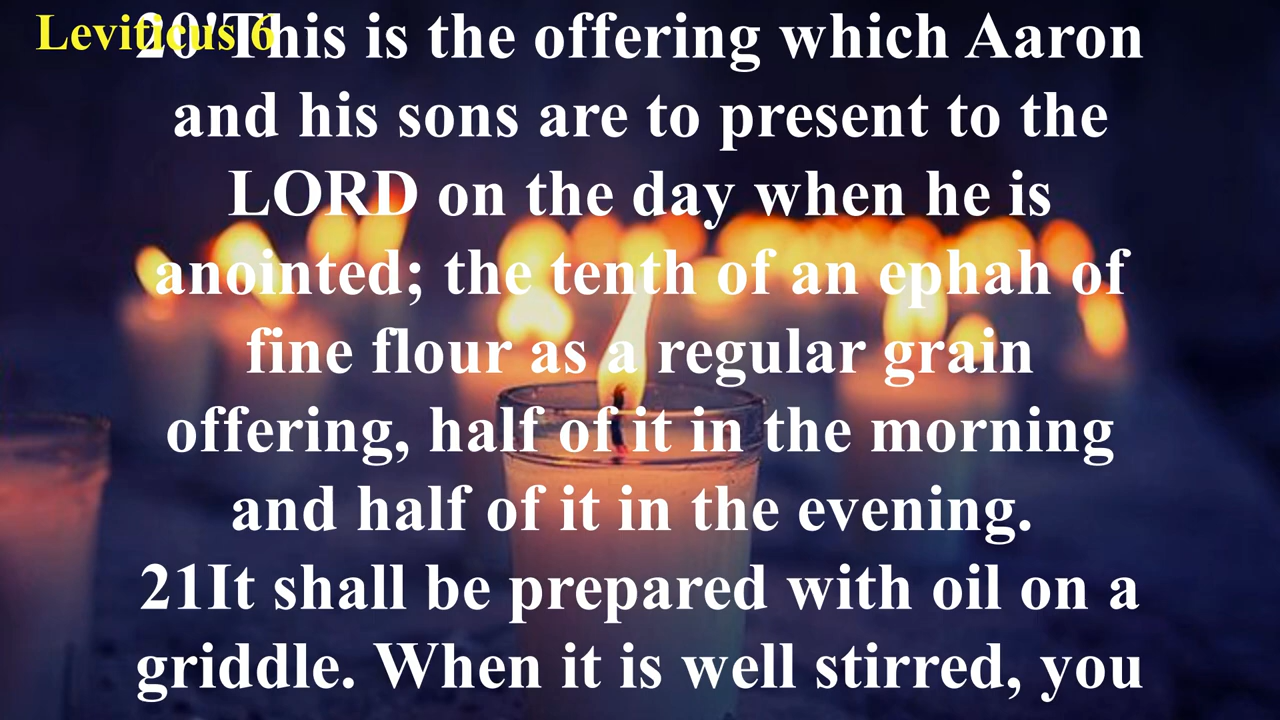 Leviticus 6
20'This is the offering which Aaron
and his sons are to present to the
LORD on the day when he is
anointed; the tenth of an ephah of
fine flour as a regular grain
offering, half of it in the morning
and half of it in the evening.
21It shall be prepared with oil on a
griddle. When it is well stirred, you